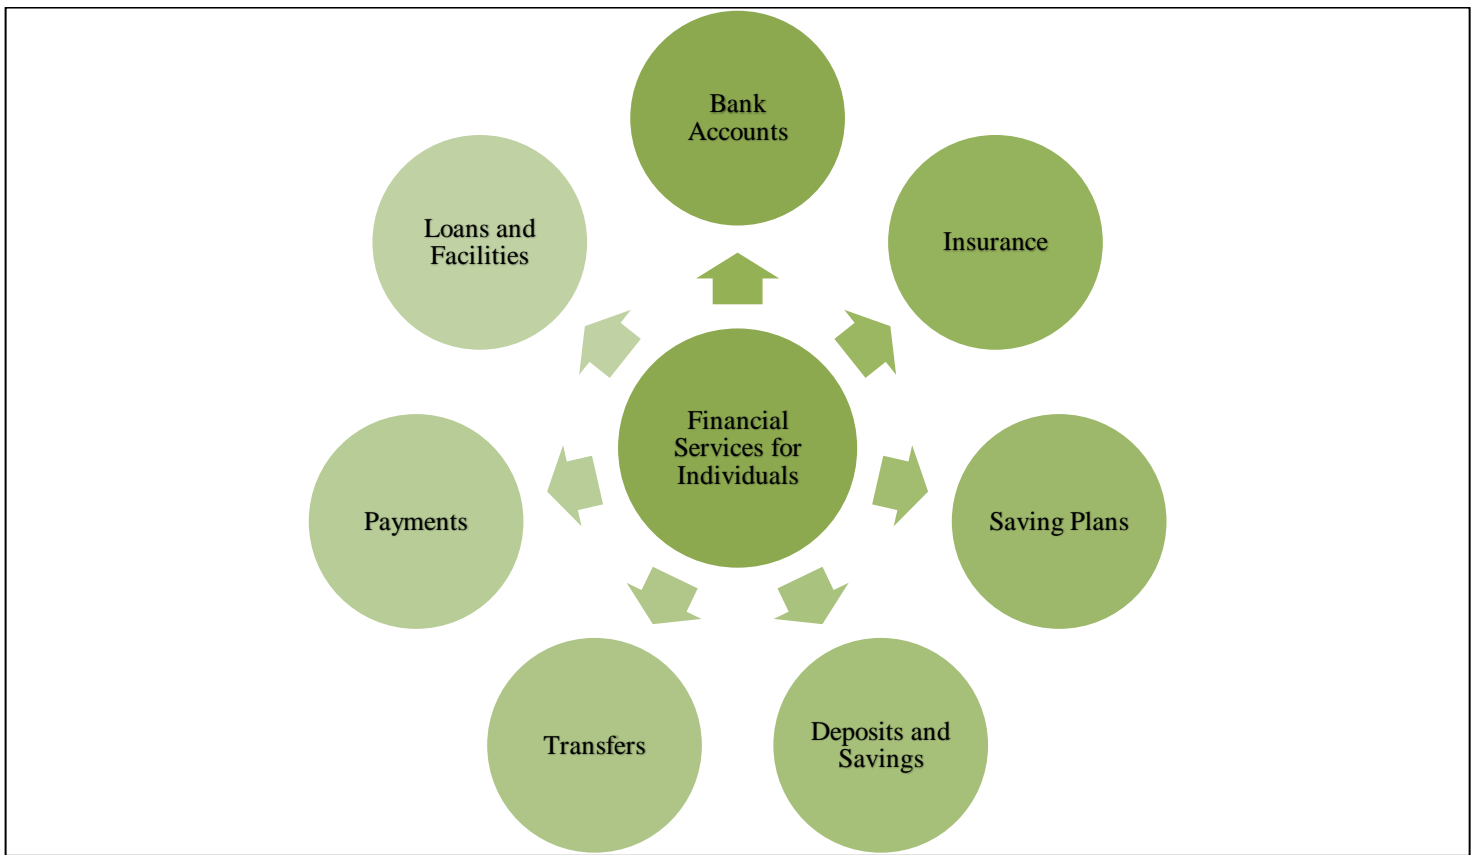 Bank
Accounts
Insurance
Saving Plans
Deposits and
Savings
Transfers
Payments
Loans and
Facilities
Financial
Services for
Individuals